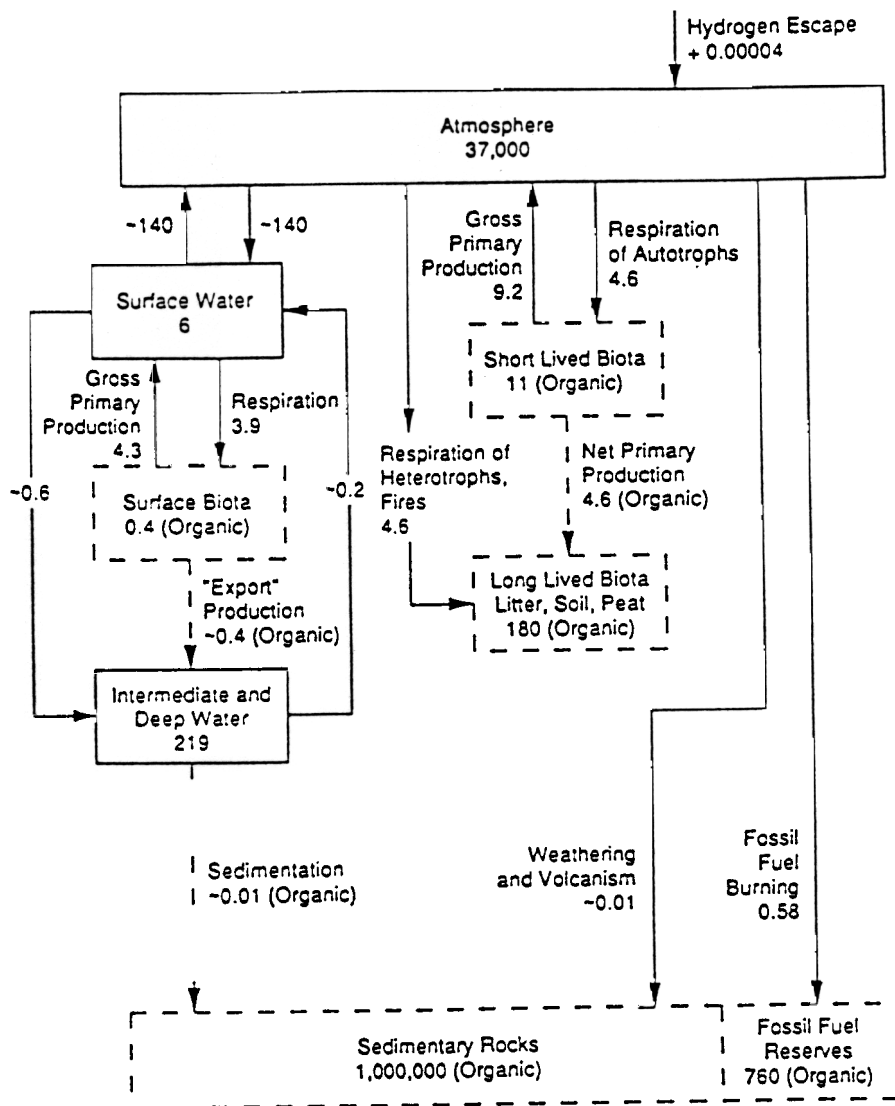 Hydrogen Escape
+ 0.00004
Atmosphere
37,000
~140
~140
Gross
Primary
Production
9.2
Respiration
of Autotrophs
4.6
Surface Water
6
Short Lived Biota
11 (Organic)
Gross
Primary
Production
4.3
Respiration
3.9
Respiration of
Heterotrophs,
Fires
4.6
Net Primary
Production
4.6 (Organic)
~0.6
Surface Biota
0.4 (Organic)
~0.2
"Export"
Production
~0.4 (Organic)
Long Lived Biota
Litter, Soil, Peat
180 (Organic)
Intermediate and
Deep Water
219
Sedimentation
~0.01 (Organic)
Weathering
and Volcanism
~0.01
Fossil
Fuel
Burning
0.58
Sedimentary Rocks
1,000,000 (Organic)
Fossil Fuel
Reserves
760 (Organic)